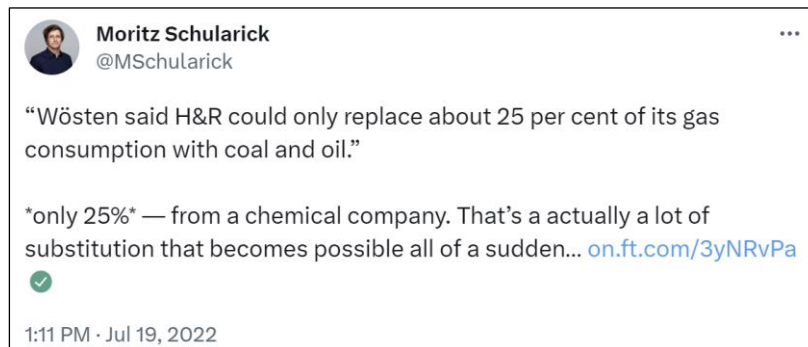 Moritz Schularick
@MSchularick
“Wösten said H&R could only replace about 25 per cent of its gas
consumption with coal and oil.”
*only 25%* — from a chemical company. That’s a actually a lot of
substitution that becomes possible all of a sudden... on.ft.com/3yNRvPa
1:11 PM · Jul 19, 2022